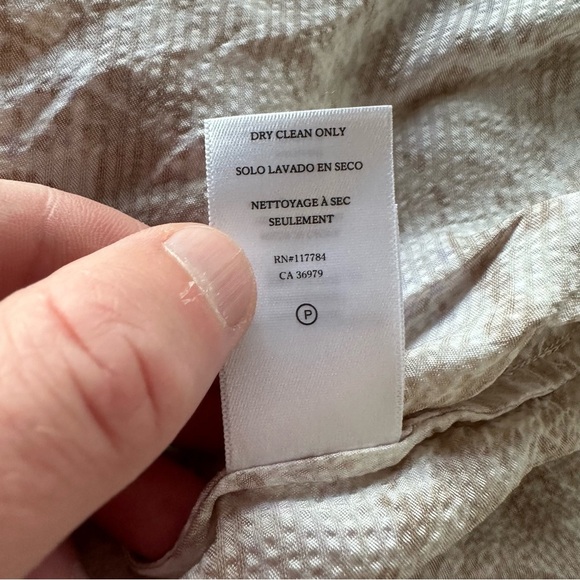 DRY CLEAN ONLY
SOLO LAVADO EN SECO
NETTOYAGE À SEC
SEULEMENT
RN#117784
CA 36979
P